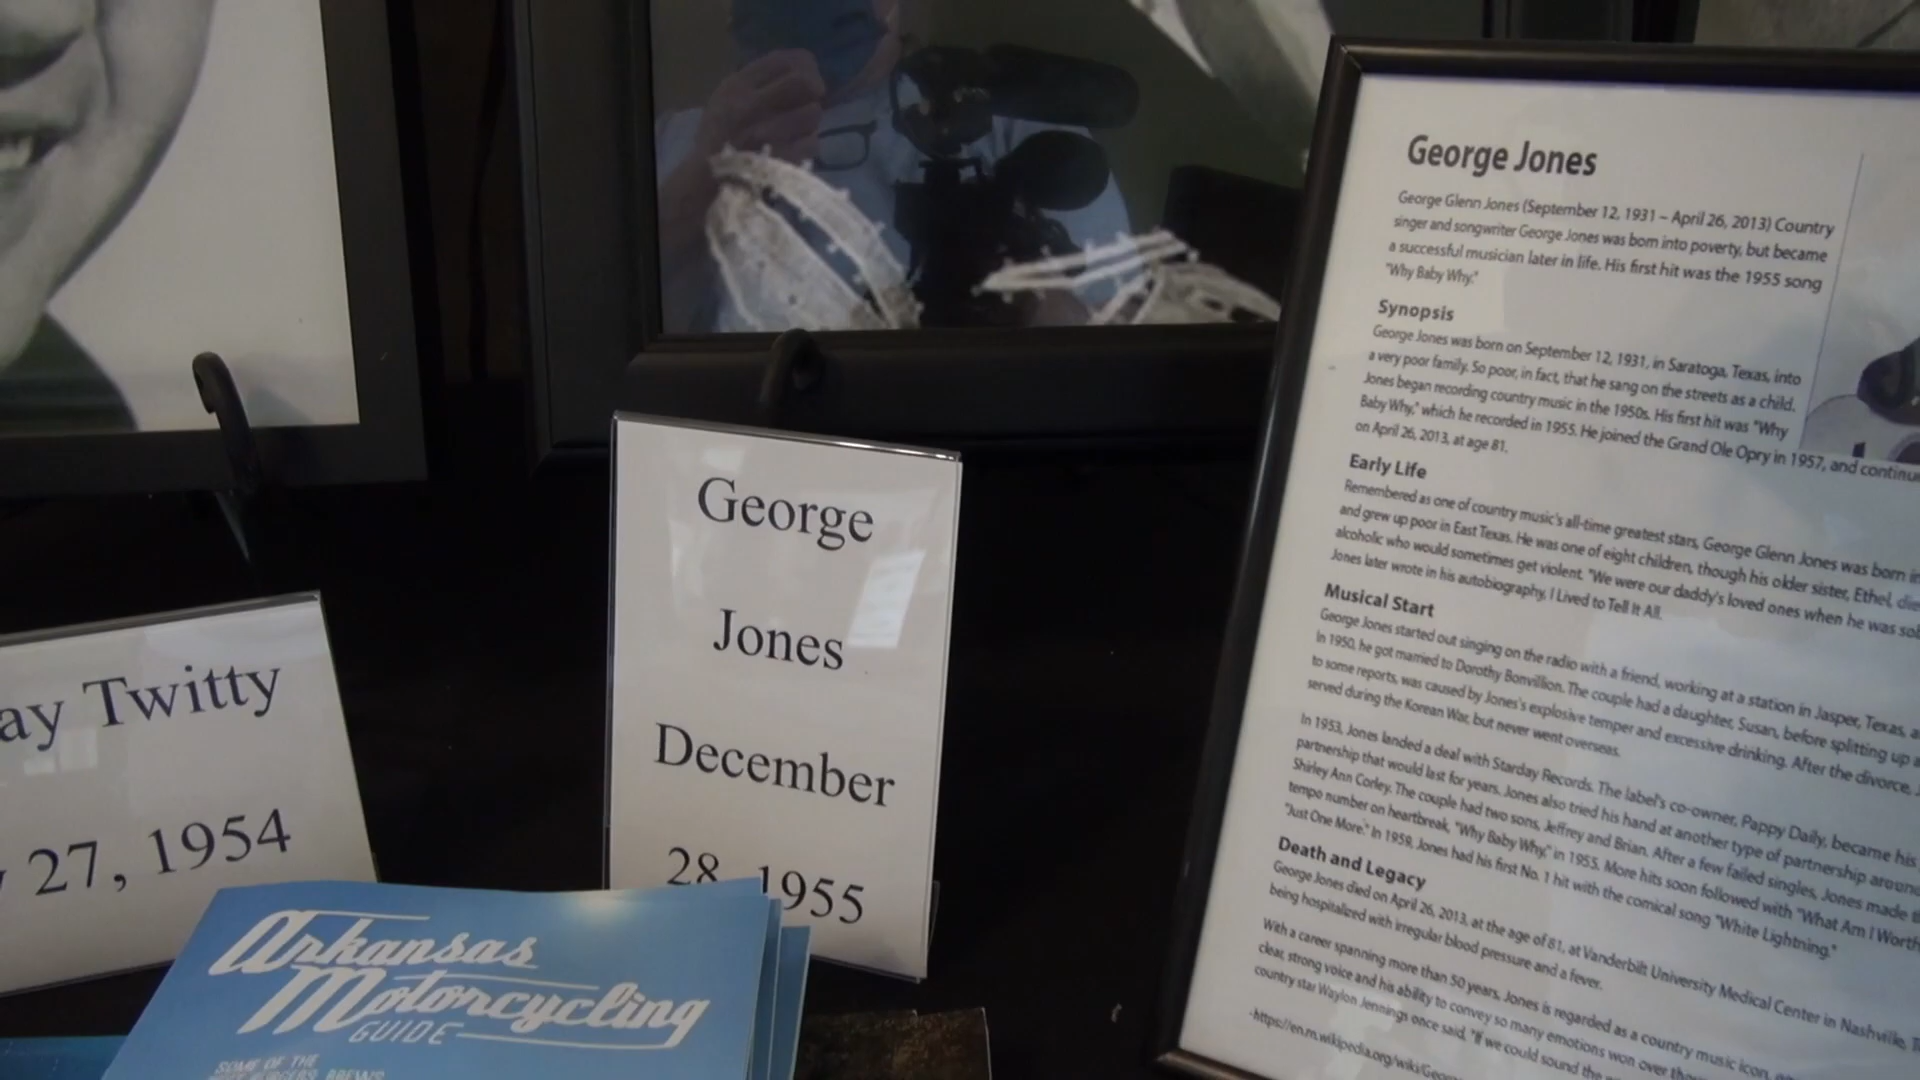 George
Jones
December
28, 1955
ay Twitty
27, 1954
Arkansas
Motorcycling
GUIDE
SOME OF THE
George Jones
George Glenn Jones (September 12, 1931 – April 26, 2013) Country
singer and songwriter George Jones was born into poverty, but became
a successful musician later in life. His first hit was the 1955 song
"Why Baby Why."
Synopsis
George Jones was born on September 12, 1931, in Saratoga, Texas, into
a very poor family. So poor, in fact, that he sang on the streets as a child.
Jones began recording country music in the 1950s. His first hit was "Why
Baby Why," which he recorded in 1955. He joined the Grand Ole Opry in 1957, and continu
on April 26, 2013, at age 81.
Early Life
Remembered as one of country music's all-time greatest stars, George Glenn Jones was born in
and grew up poor in East Texas. He was one of eight children, though his older sister, Ethel, die
alcoholic who would sometimes get violent. "We were our daddy's loved ones when he was sob
Jones later wrote in his autobiography, I Lived to Tell It All.
Musical Start
George Jones started out singing on the radio with a friend, working at a station in Jasper, Texas, a
In 1950, he got married to Dorothy Bonvillion. The couple had a daughter, Susan, before splitting up a
to some reports, was caused by Jones's explosive temper and excessive drinking. After the divorce, J
served during the Korean War, but never went overseas.
In 1953, Jones landed a deal with Starday Records. The label's co-owner, Pappy Daily, became his
partnership that would last for years. Jones also tried his hand at another type of partnership around
Shirley Ann Corley. The couple had two sons, Jeffrey and Brian. After a few failed singles, Jones made t
tempo number on heartbreak, "Why Baby Why," in 1955. More hits soon followed with "What Am I Worth
"Just One More." In 1959, Jones had his first No. 1 hit with the comical song "White Lightning."
Death and Legacy
George Jones died on April 26, 2013, at the age of 81, at Vanderbilt University Medical Center in Nashville, T
being hospitalized with irregular blood pressure and a fever.
With a career spanning more than 50 years, Jones is regarded as a country music icon,
clear, strong voice and his ability to convey so many emotions won over
country star Waylon Jennings once said, "If we could sound the
-https://en.m.wikipedia.org/wiki/Geor